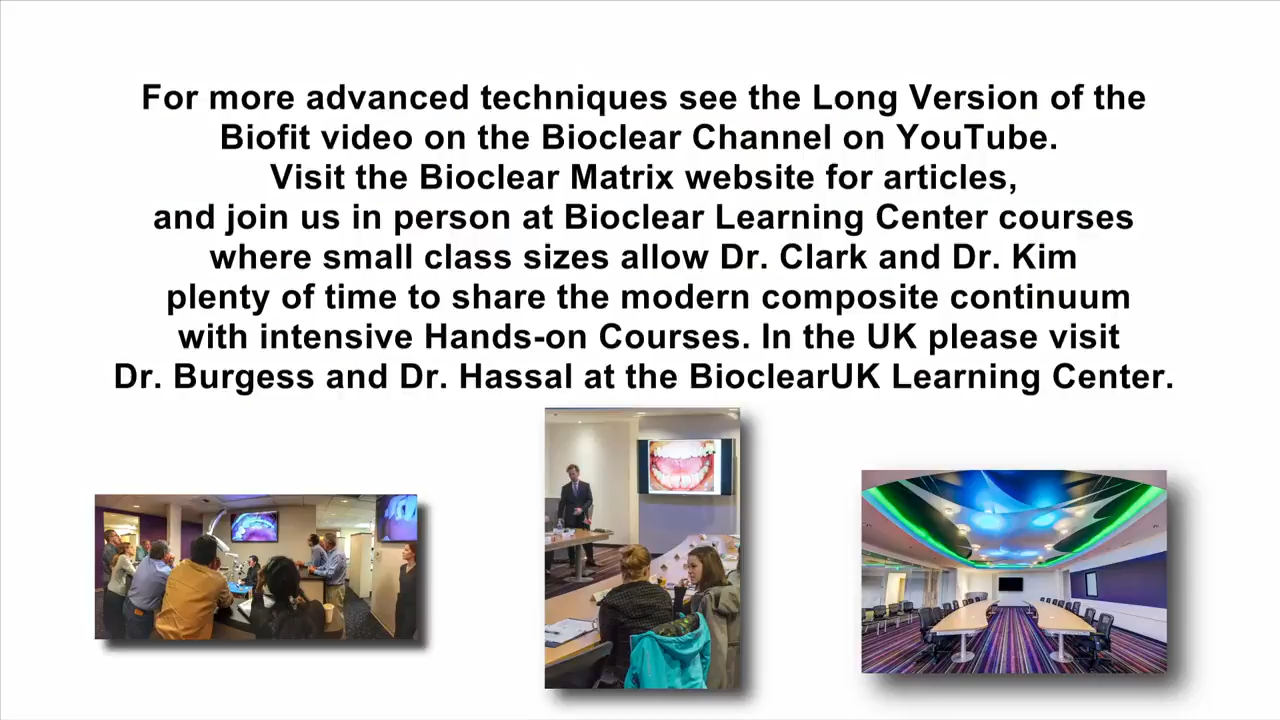 For more advanced techniques see the Long Version of the
Biofit video on the Bioclear Channel on YouTube.
Visit the Bioclear Matrix website for articles,
and join us in person at Bioclear Learning Center courses
where small class sizes allow Dr. Clark and Dr. Kim
plenty of time to share the modern composite continuum
with intensive Hands-on Courses. In the UK please visit
Dr. Burgess and Dr. Hassal at the BioclearUK Learning Center.